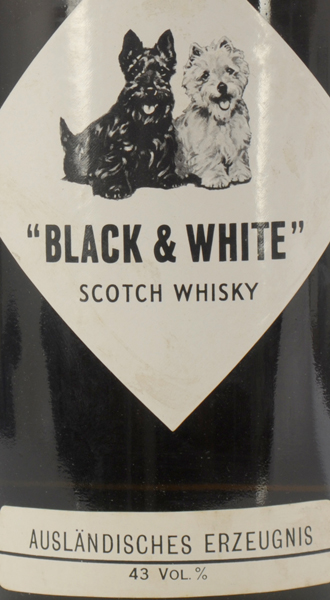 "BLACK & WHITE"
SCOTCH WHISKY
AUSLÄNDISCHES ERZEUGNIS
43 VOL. %